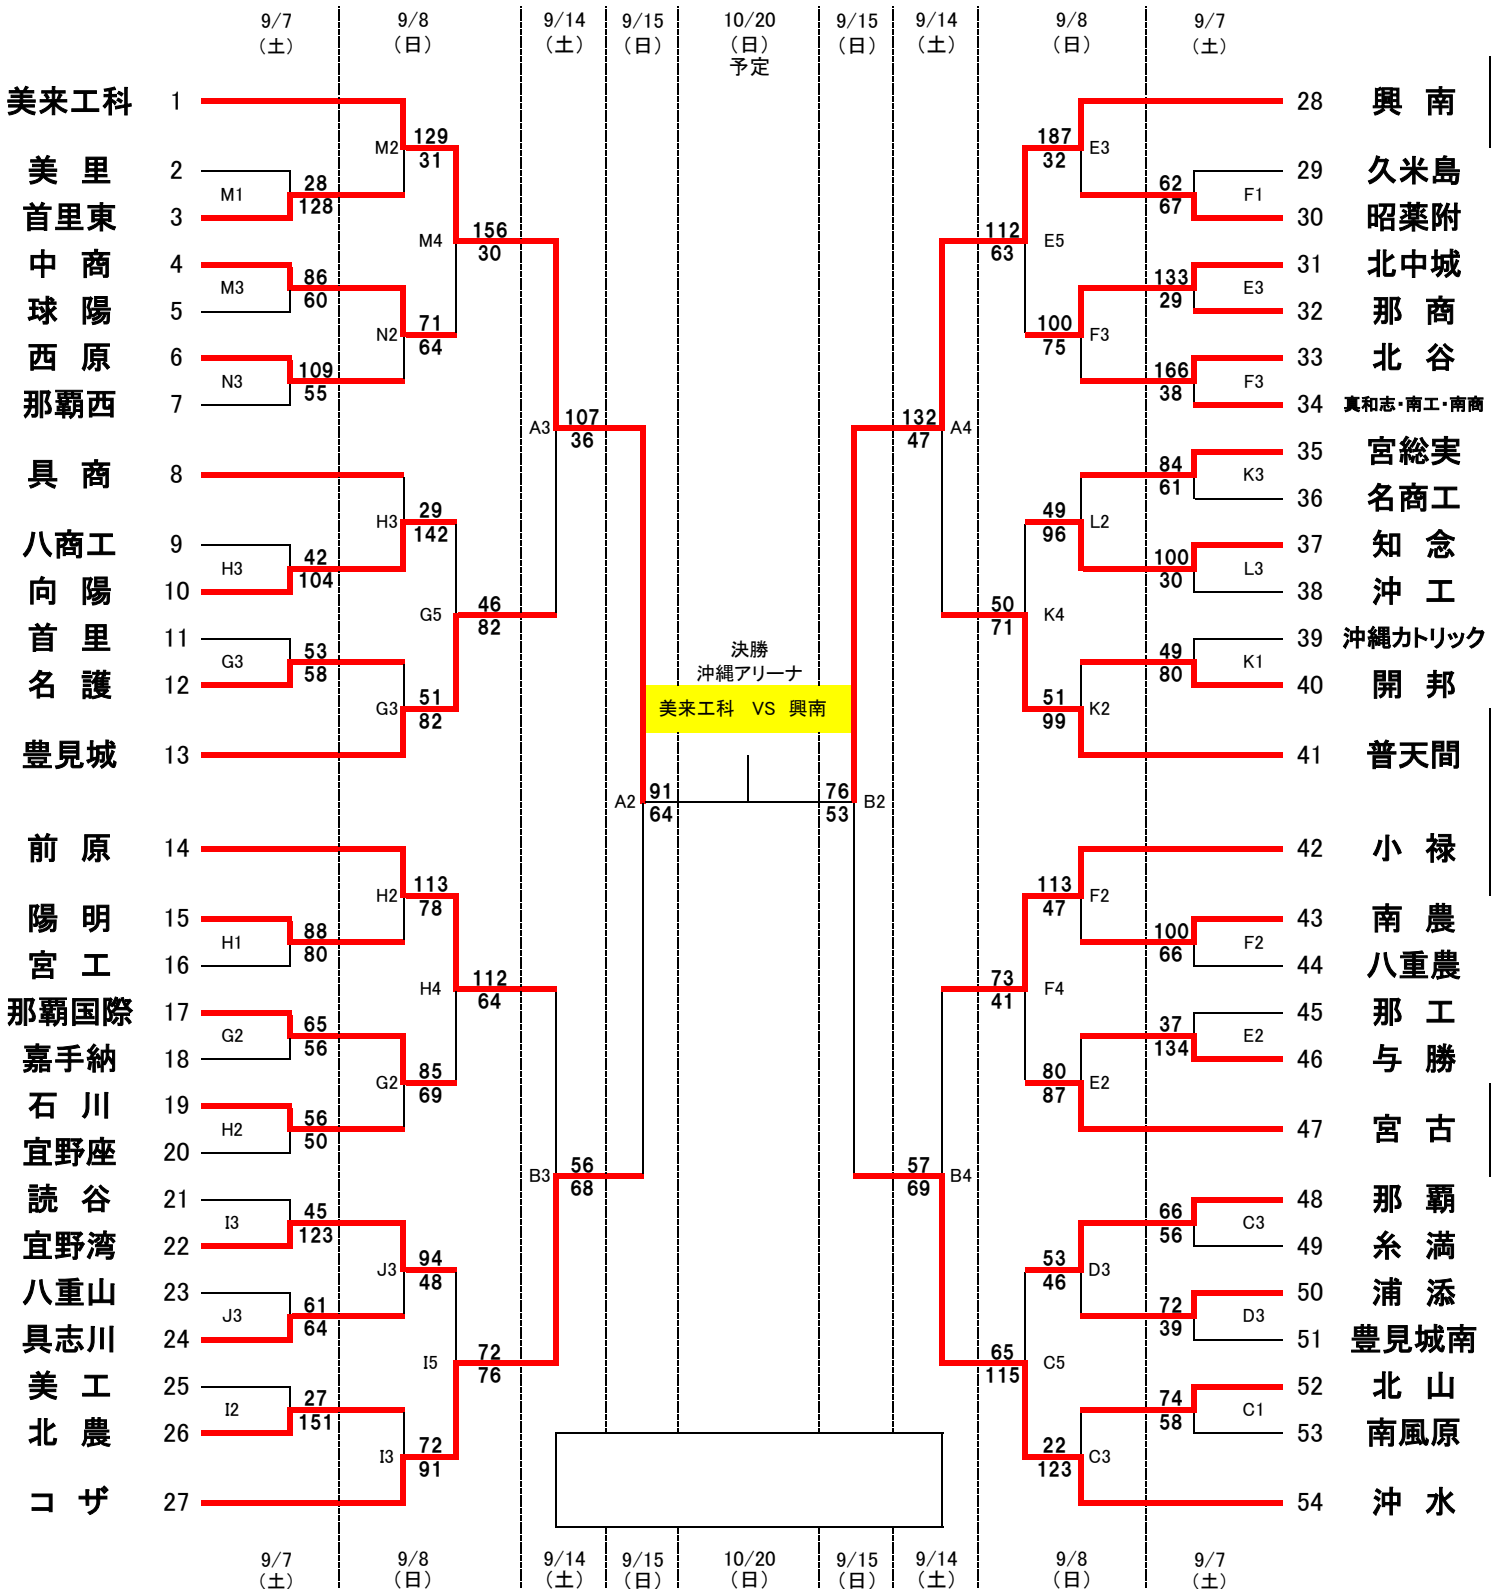 9/7 9/8 9/14 9/15 10/20 9/15 9/14 9/8 9/7
(土) (日) (土) (日) (日) (日) (土) (日) (土)
予定
美来工科 1
美里 2
首里東 3
中商 4
球陽 5
西原 6
那覇西 7
具商 8
八商工 9
向陽 10
首里 11
名護 12
豊見城 13
前原 14
陽明 15
宮工 16
那覇国際 17
嘉手納 18
石川 19
宜野座 20
読谷 21
宜野湾 22
八重山 23
具志川 24
美工 25
北農 26
コザ 27
M1 28 128
M3 86 60
N3 109 55
H3 42 104
G3 53 58
H1 88 80
G2 65 56
H2 56 50
I3 45 123
J3 61 64
I2 27 151
M2 129 31
N2 71 64
H3 29 142
G3 51 82
H2 113 78
G2 85 69
J3 94 48
I3 72 91
M4 156 30
G5 46 82
H4 112 64
I5 72 76
A3 107 36
B3 56 68
A2 91 64
決勝
沖縄アリーナ
美来工科 VS 興南
76 53 B2
132 47 A4
57 69 B4
112 63 E5
50 71 K4
73 41 F4
65 115 C5
187 32 E3
100 75 F3
49 96 L2
51 99 K2
113 47 F2
80 87 E2
53 46 D3
22 123 C3
62 67 F1
133 29 E3
166 38 F3
84 61 K3
100 30 L3
49 80 K1
100 66 F2
37 134 E2
66 56 C3
72 39 D3
74 58 C1
28 興南
29 久米島
30 昭薬附
31 北中城
32 那商
33 北谷
34 真和志・南工・南商
35 宮総実
36 名商工
37 知念
38 沖工
39 沖縄カトリック
40 開邦
41 普天間
42 小禄
43 南農
44 八重農
45 那工
46 与勝
47 宮古
48 那覇
49 糸満
50 浦添
51 豊見城南
52 北山
53 南風原
54 沖水
9/7 9/8 9/14 9/15 10/20 9/15 9/14 9/8 9/7
(土) (日) (土) (日) (日) (日) (土) (日) (土)